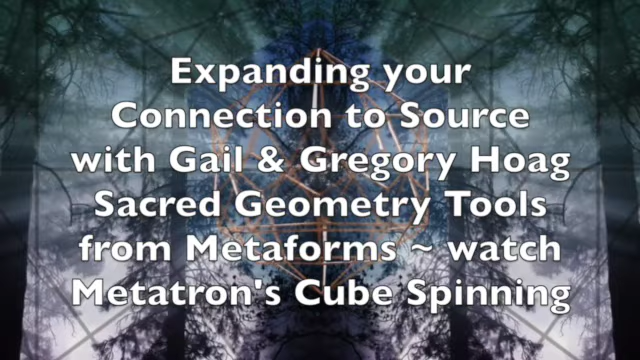 Expanding your
Connection to Source
with Gail & Gregory Hoag
Sacred Geometry Tools
from Metaforms ~ watch
Metatron's Cube Spinning